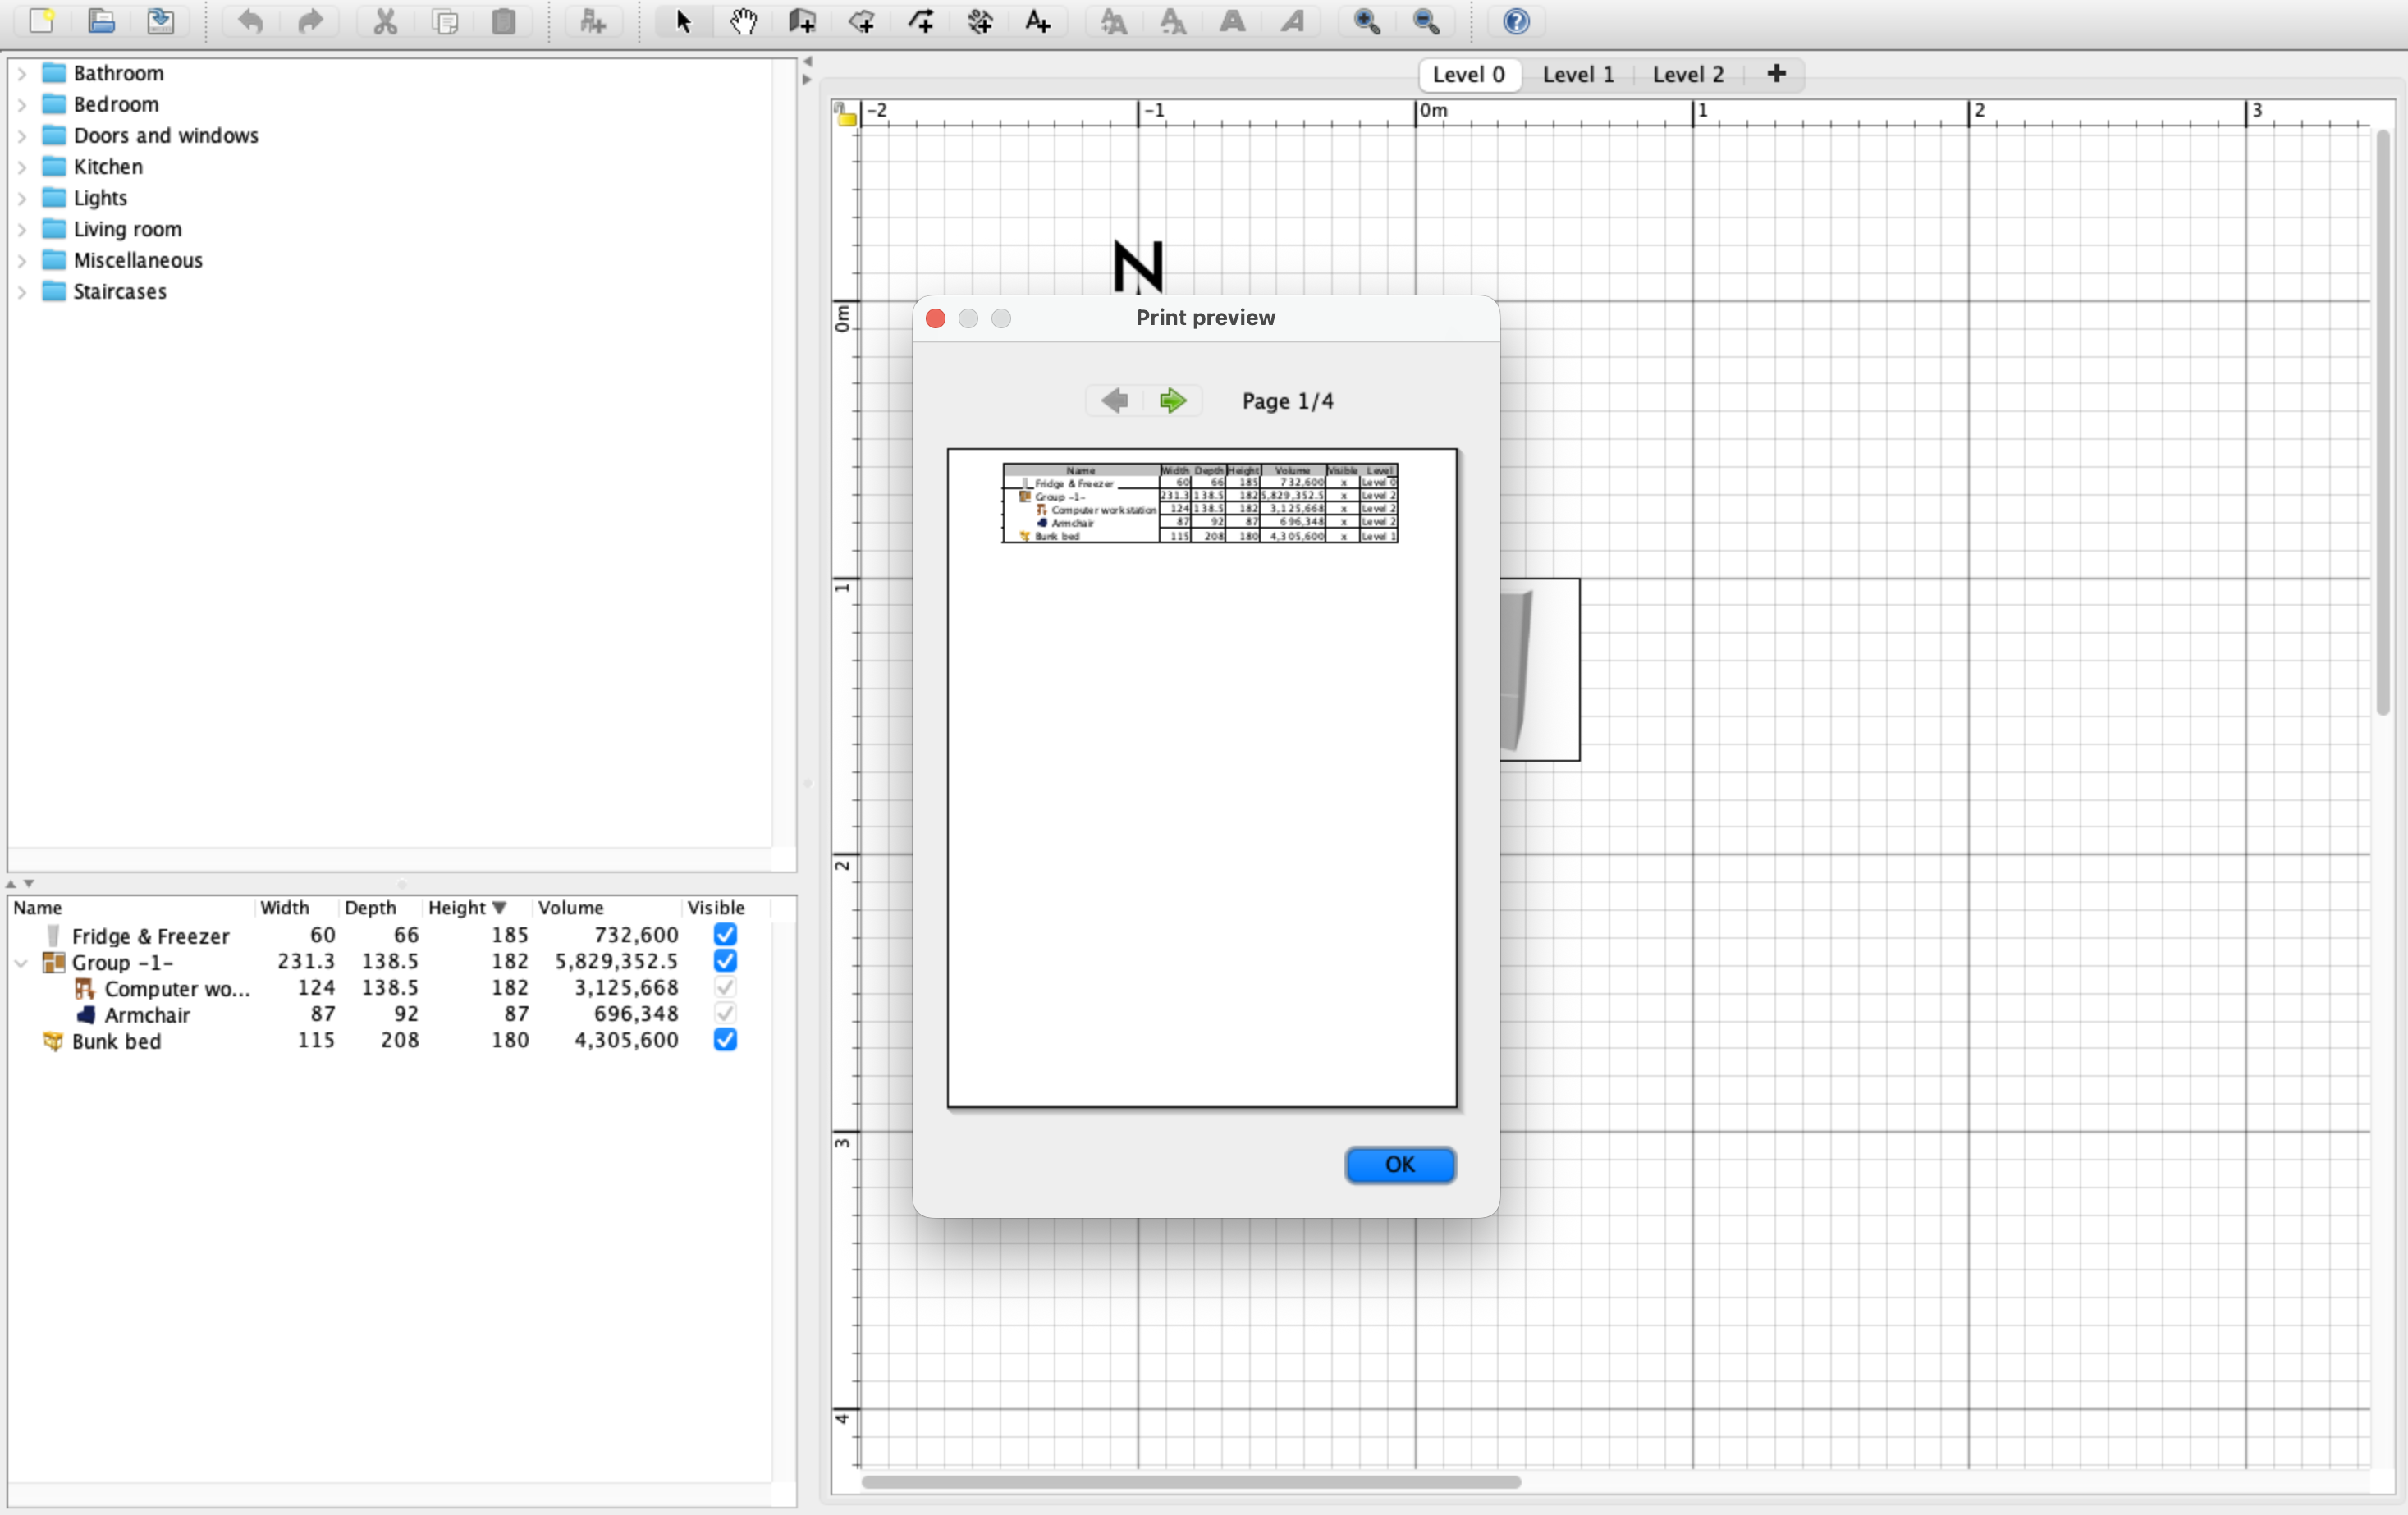 Level 0 Level 1 Level 2
-2 -1 0m 1 2 3
Bathroom
Bedroom
Doors and windows
Kitchen
Lights
Living room
Miscellaneous
Staircases
N
0m
1
2
3
4
Print preview
Page 1/4
Name Width Depth Height Volume Visible Level
Fridge & Freezer 60 66 185 732,600 x Level 0
Group -1- 231.3 138.5 182 5,829,352.5 x Level 2
Computer workstation 124 138.5 182 3,125,668 x Level 2
Armchair 87 92 87 696,348 x Level 2
Bunk bed 115 208 180 4,305,600 x Level 1
OK
Name Width Depth Height Volume Visible
Fridge & Freezer 60 66 185 732,600
Group -1- 231.3 138.5 182 5,829,352.5
Computer wo... 124 138.5 182 3,125,668
Armchair 87 92 87 696,348
Bunk bed 115 208 180 4,305,600